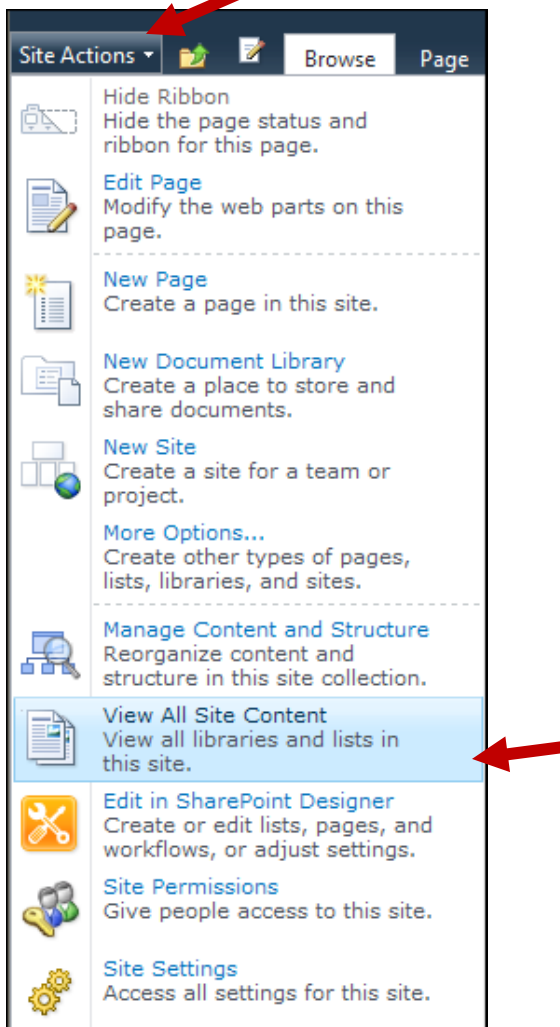 Site Actions Browse Page
Hide Ribbon
Hide the page status and
ribbon for this page.
Edit Page
Modify the web parts on this
page.
New Page
Create a page in this site.
New Document Library
Create a place to store and
share documents.
New Site
Create a site for a team or
project.
More Options...
Create other types of pages,
lists, libraries, and sites.
Manage Content and Structure
Reorganize content and
structure in this site collection.
View All Site Content
View all libraries and lists in
this site.
Edit in SharePoint Designer
Create or edit lists, pages, and
workflows, or adjust settings.
Site Permissions
Give people access to this site.
Site Settings
Access all settings for this site.